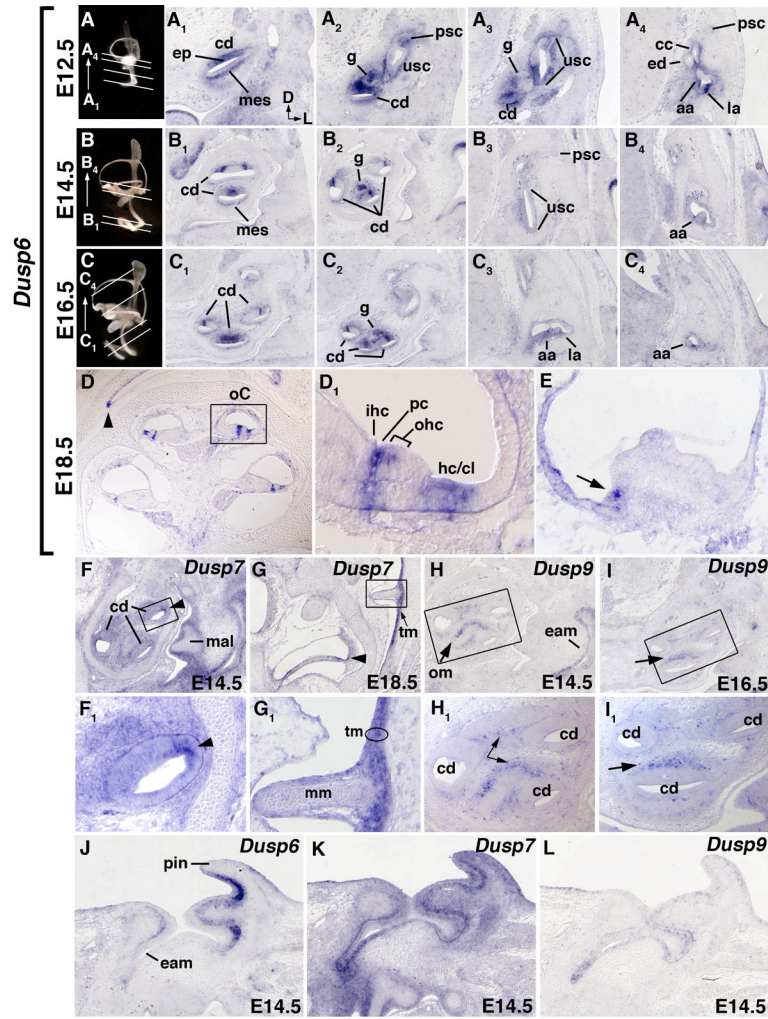 Dusp6
E12.5
A
A4
A1
A1
cd
ep
mes
D
L
A2
psc
g
usc
cd
A3
g
usc
cd
A4
psc
cc
ed
aa
la
E14.5
B
B4
B1
B1
cd
mes
B2
g
cd
B3
psc
usc
B4
aa
E16.5
C
C4
C1
C1
cd
C2
g
cd
C3
aa
la
C4
aa
E18.5
D
oC
D1
ihc
pc
ohc
hc/cl
E
F
Dusp7
cd
mal
E14.5
G
Dusp7
tm
E18.5
H
Dusp9
eam
om
E14.5
I
Dusp9
E16.5
F1
G1
tm
mm
H1
cd
cd
cd
I1
cd
cd
cd
J
Dusp6
pin
eam
E14.5
K
Dusp7
E14.5
L
Dusp9
E14.5